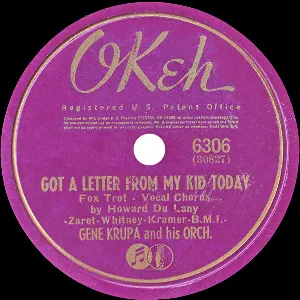 OKeh
Registered U. S. Patent Office
6306
(30827)
GOT A LETTER FROM MY KID TODAY
Fox Trot - Vocal Chorus
by Howard Du Lany
-Zaret-Whitney-Kramer-B.M.I.-
GENE KRUPA and his ORCH.